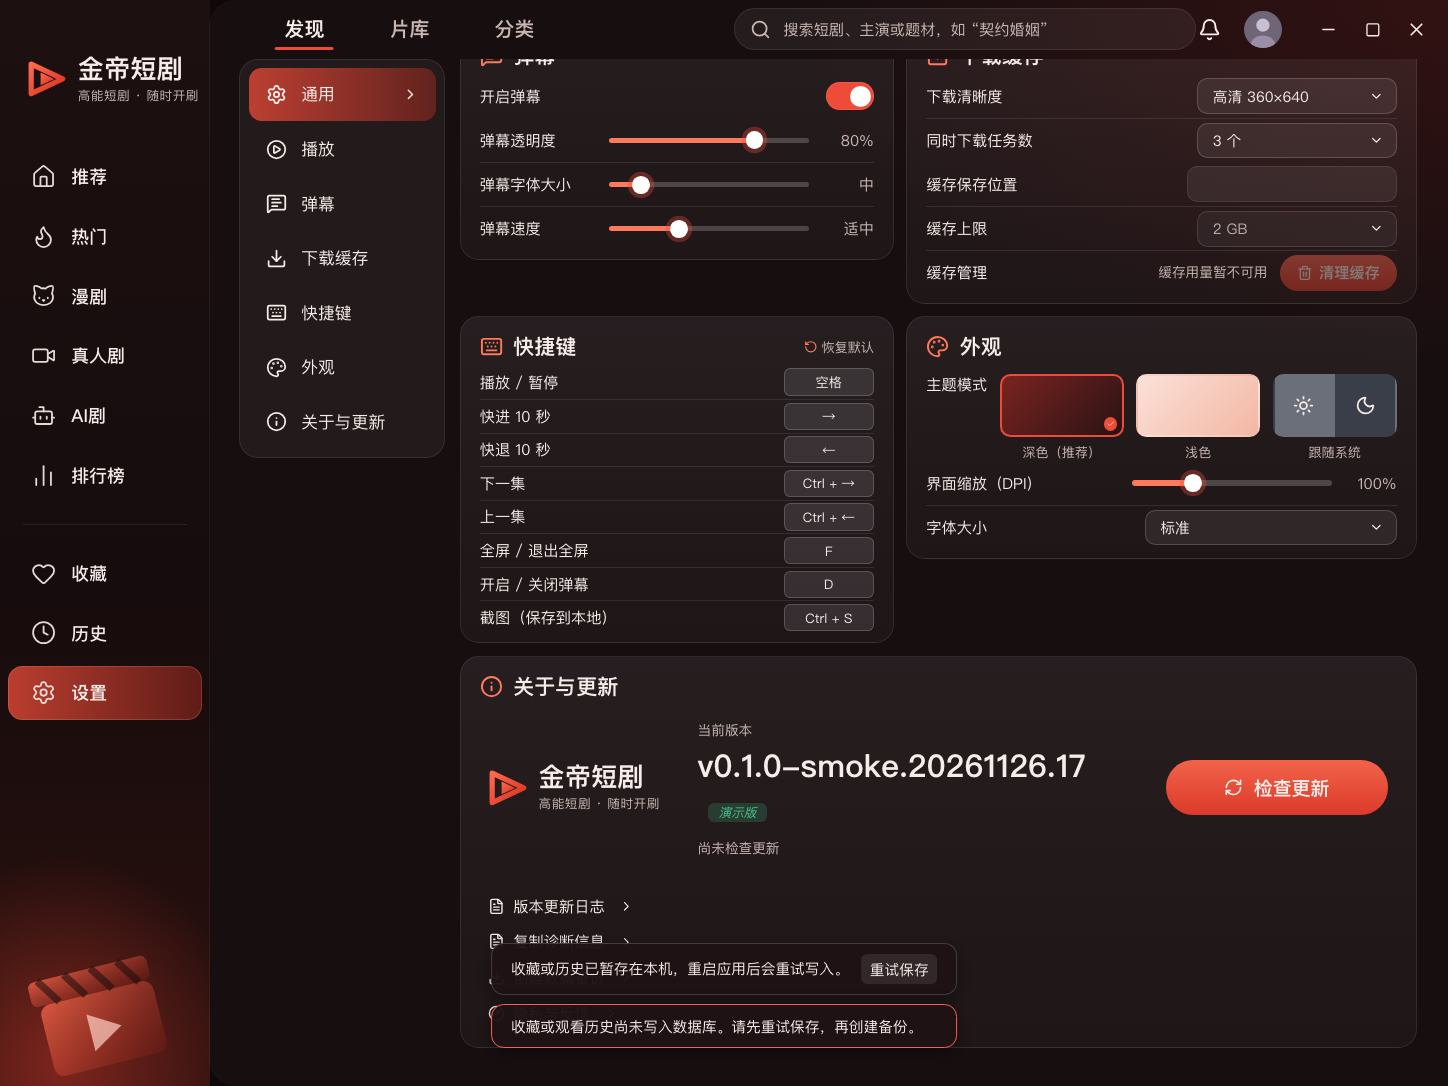 发现
片库
分类
搜索短剧、主演或题材，如 “契约婚姻”
金帝短剧
高能短剧 · 随时开刷
推荐
热门
漫剧
真人剧
AI剧
排行榜
收藏
历史
设置
通用
播放
弹幕
下载缓存
快捷键
外观
关于与更新
弹幕
开启弹幕
弹幕透明度
80%
弹幕字体大小
中
弹幕速度
适中
下载缓存
下载清晰度
高清 360×640
同时下载任务数
3 个
缓存保存位置
缓存上限
2 GB
缓存管理
缓存用量暂不可用
清理缓存
快捷键
恢复默认
播放 / 暂停
空格
快进 10 秒
→
快退 10 秒
←
下一集
Ctrl + →
上一集
Ctrl + ←
全屏 / 退出全屏
F
开启 / 关闭弹幕
D
截图（保存到本地）
Ctrl + S
外观
主题模式
深色（推荐）
浅色
跟随系统
界面缩放（DPI）
100%
字体大小
标准
关于与更新
金帝短剧
高能短剧 · 随时开刷
当前版本
v0.1.0-smoke.20261126.17
演示版
尚未检查更新
检查更新
版本更新日志
复制诊断信息
收藏或历史已暂存在本机，重启应用后会重试写入。
重试保存
收藏或观看历史尚未写入数据库。请先重试保存，再创建备份。